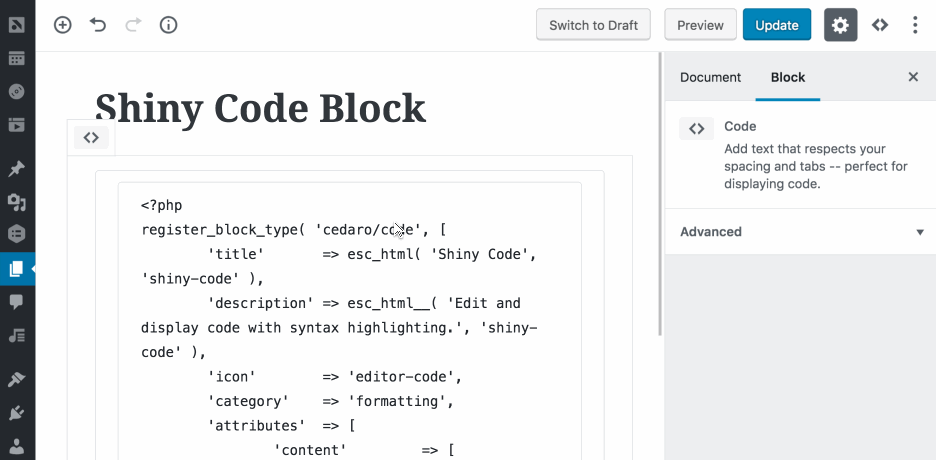 Switch to Draft
Preview
Update
Document
Block
Code
Add text that respects your
spacing and tabs -- perfect for
displaying code.
Advanced
Shiny Code Block
<?php
register_block_type( 'cedaro/code', [
'title' => esc_html( 'Shiny Code',
'shiny-code' ),
'description' => esc_html__( 'Edit and
display code with syntax highlighting.', 'shiny-
code' ),
'icon' => 'editor-code',
'category' => 'formatting',
'attributes' => [
'content' => [